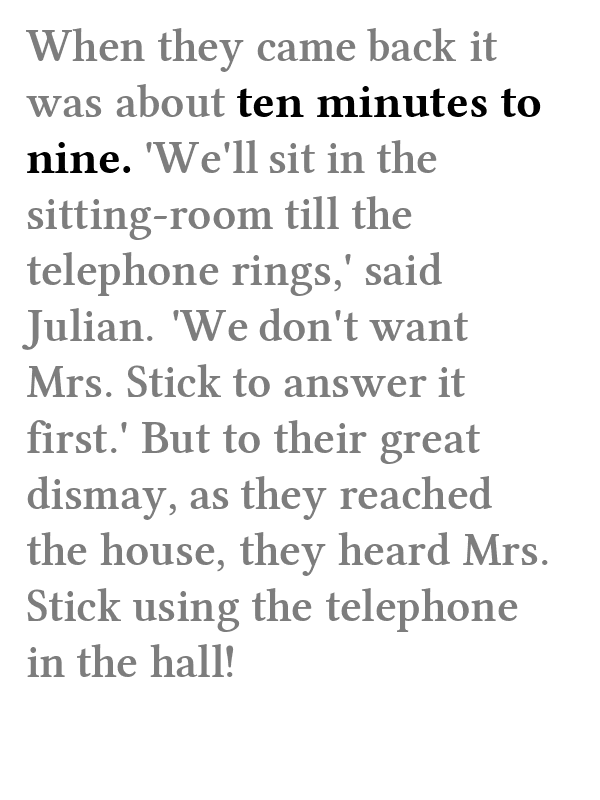 When they came back it
was about ten minutes to
nine. 'We'll sit in the
sitting-room till the
telephone rings,' said
Julian. 'We don't want
Mrs. Stick to answer it
first.' But to their great
dismay, as they reached
the house, they heard Mrs.
Stick using the telephone
in the hall!